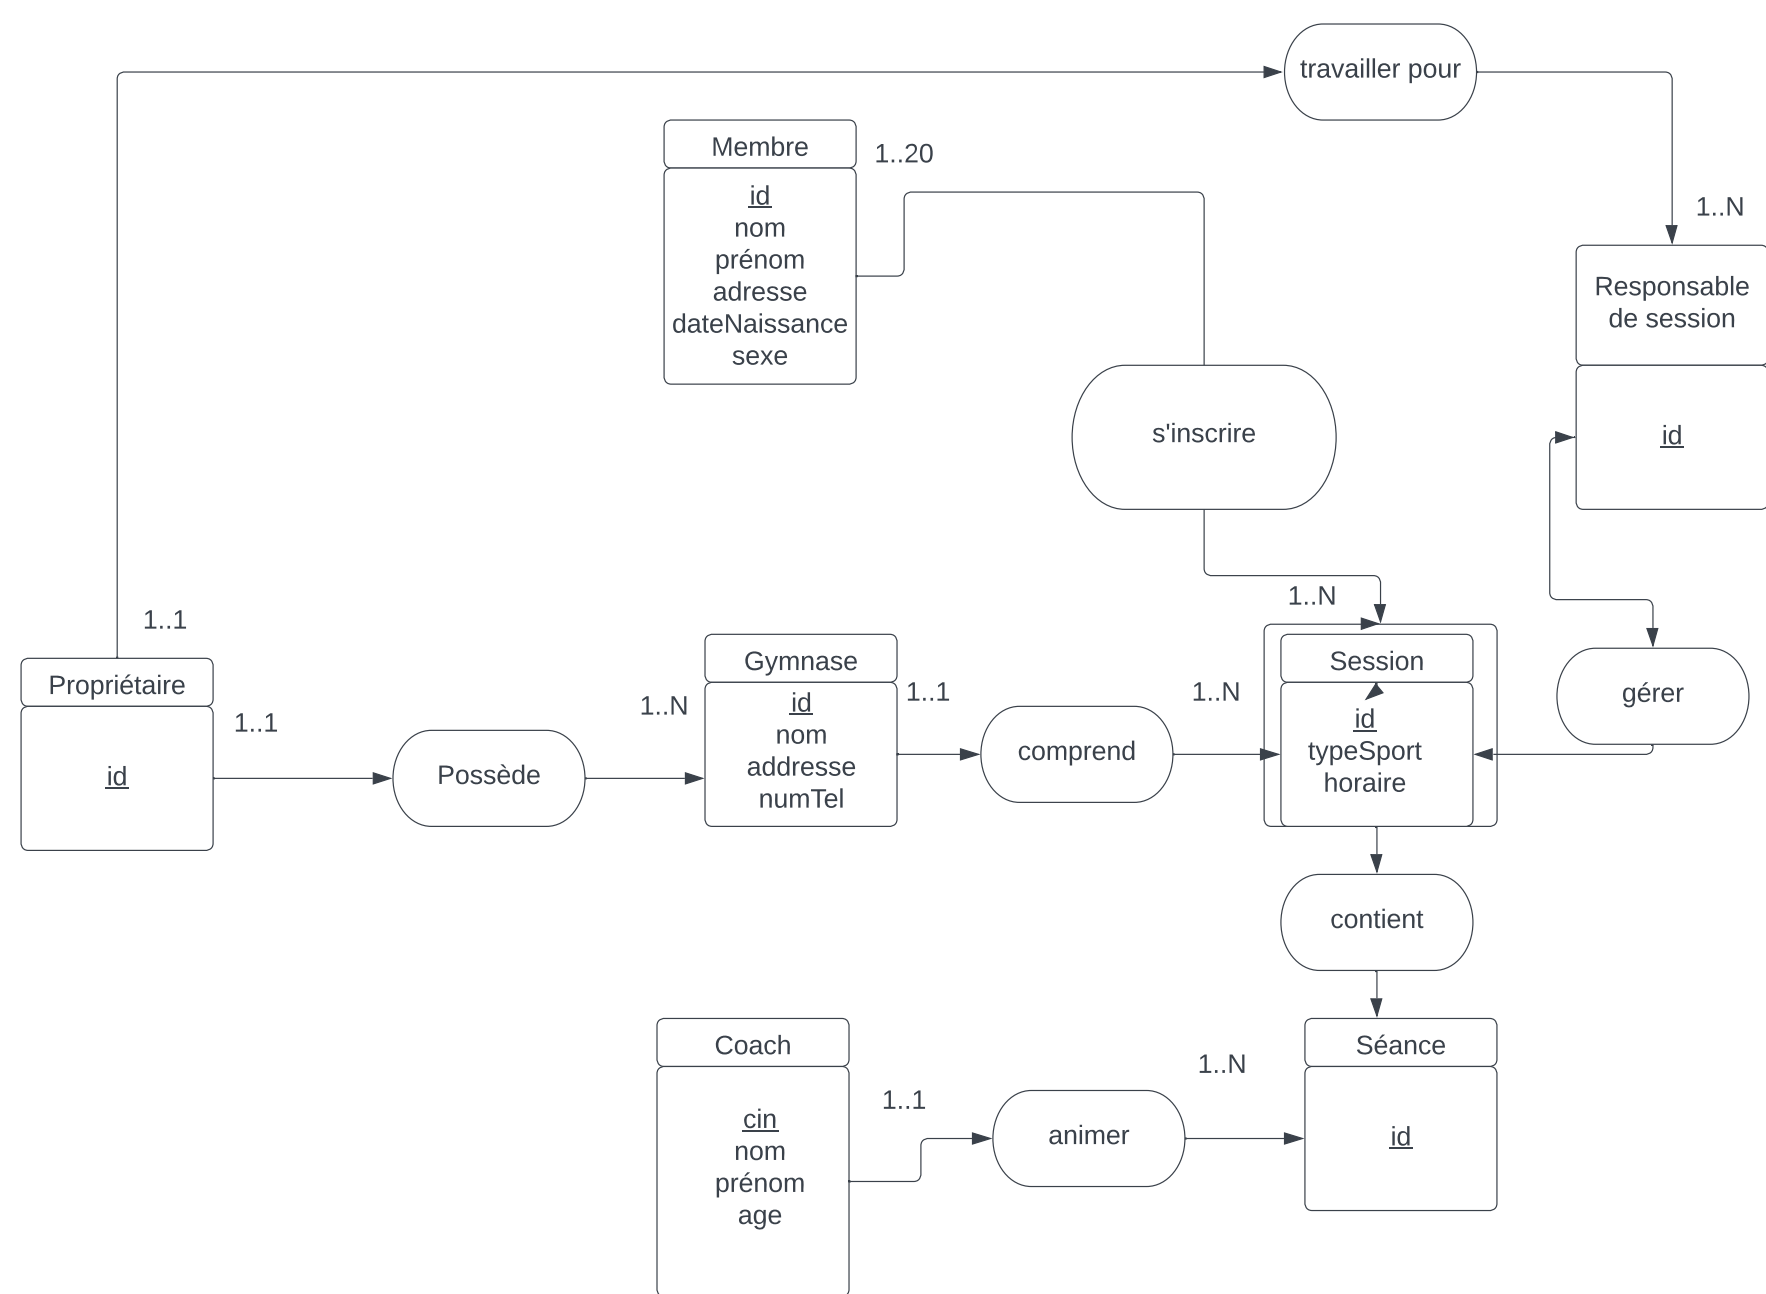 travailler pour
Membre
1..20
id
nom
prénom
adresse
dateNaissance
sexe
1..N
Responsable
de session
id
s'inscrire
1..N
1..1
Propriétaire
id
1..1
Possède
1..N
Gymnase
id
nom
addresse
numTel
1..1
comprend
1..N
Session
id
typeSport
horaire
gérer
contient
Coach
cin
nom
prénom
age
1..1
animer
1..N
Séance
id